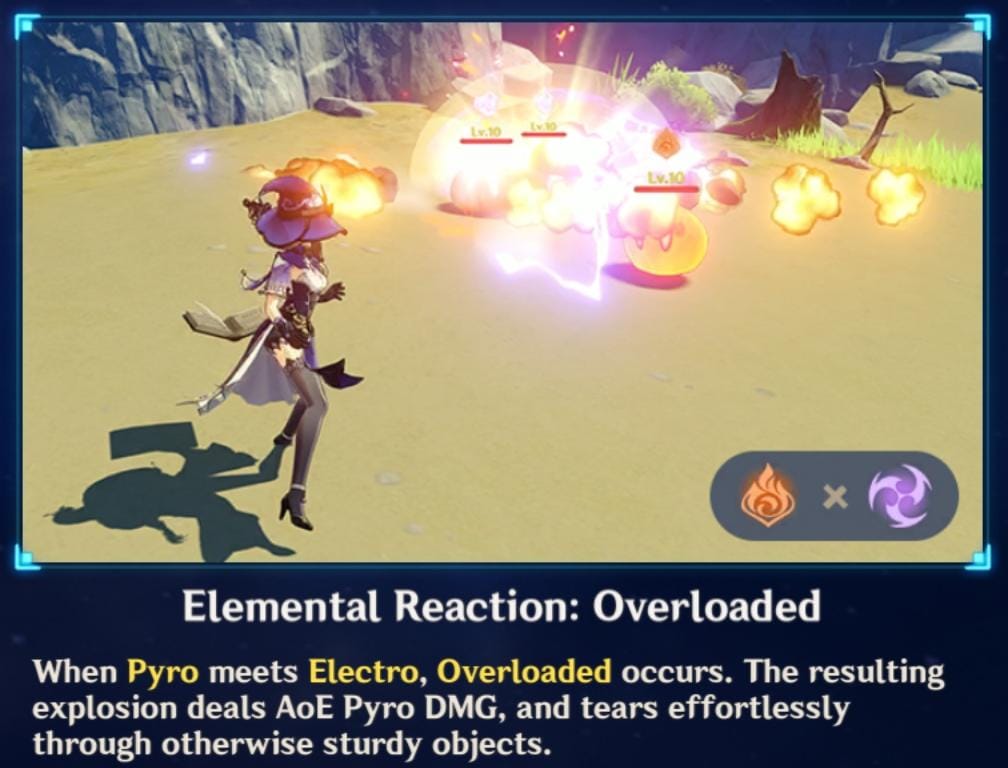 Lv.10
Lv.10
Lv.10
Elemental Reaction: Overloaded
When Pyro meets Electro, Overloaded occurs. The resulting
explosion deals AoE Pyro DMG, and tears effortlessly
through otherwise sturdy objects.